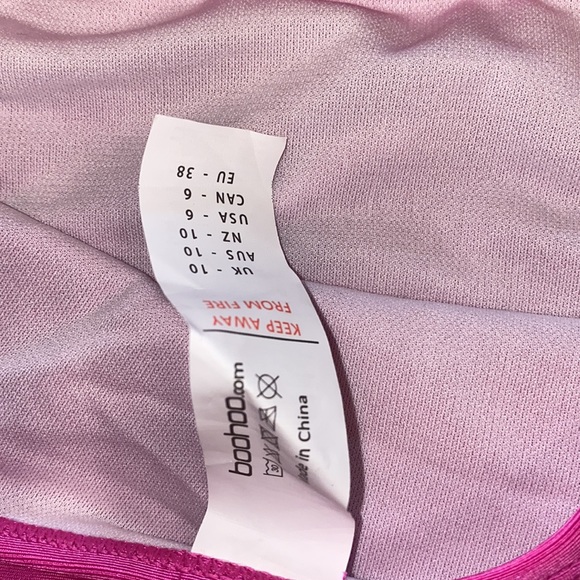 boohoo.com
30
in China
KEEP AWAY
FROM FIRE
UK - 10
AUS - 10
NZ - 10
USA - 6
CAN - 6
EU - 38